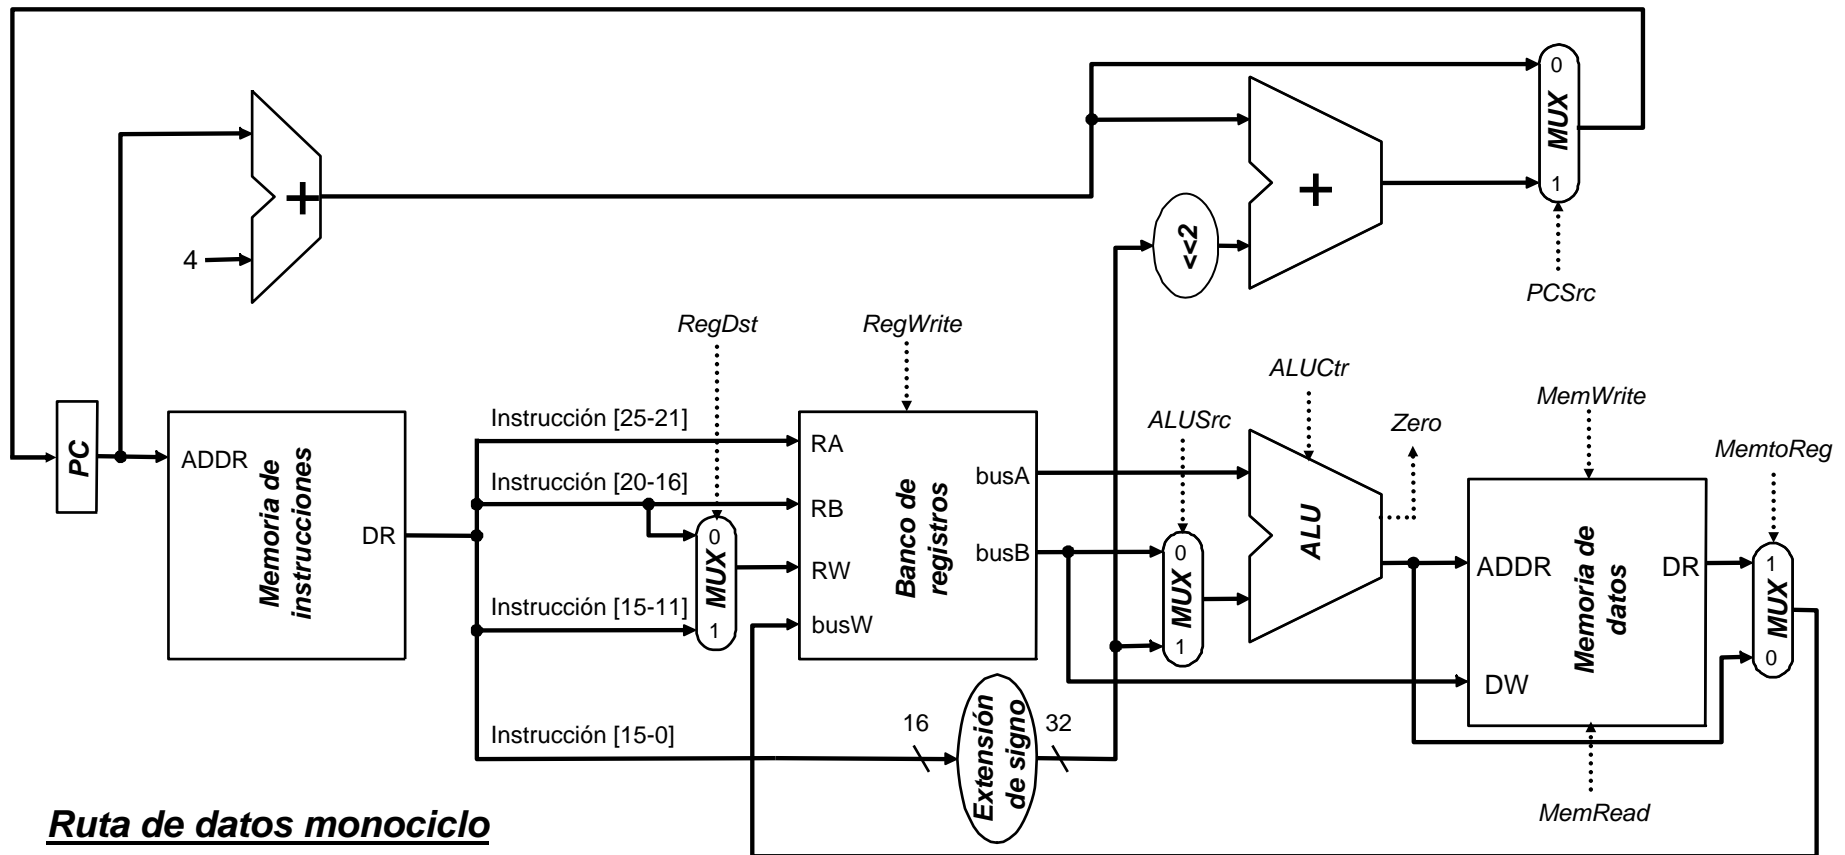 0
MUX
1
+
+
<<2
4
PCSrc
RegDst
RegWrite
ALUCtr
ALUSrc
MemWrite
Zero
MemtoReg
PC
ADDR
Memoria de
instrucciones
DR
Instrucción [25-21]
Instrucción [20-16]
Instrucción [15-11]
Instrucción [15-0]
0
MUX
1
RA
RB
RW
busW
Banco de
registros
busA
busB
0
MUX
1
ALU
ADDR
DW
Memoria de
datos
DR
1
MUX
0
16
Extensión
de signo
32
MemRead
Ruta de datos monociclo